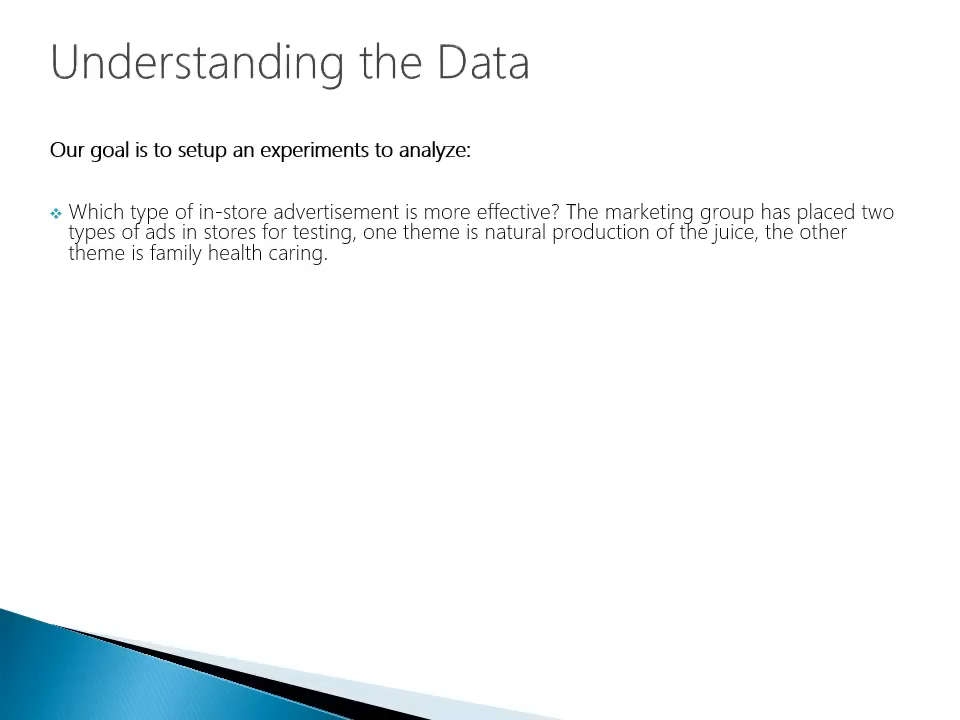 Understanding the Data
Our goal is to setup an experiments to analyze:
❖ Which type of in-store advertisement is more effective? The marketing group has placed two
types of ads in stores for testing, one theme is natural production of the juice, the other
theme is family health caring.